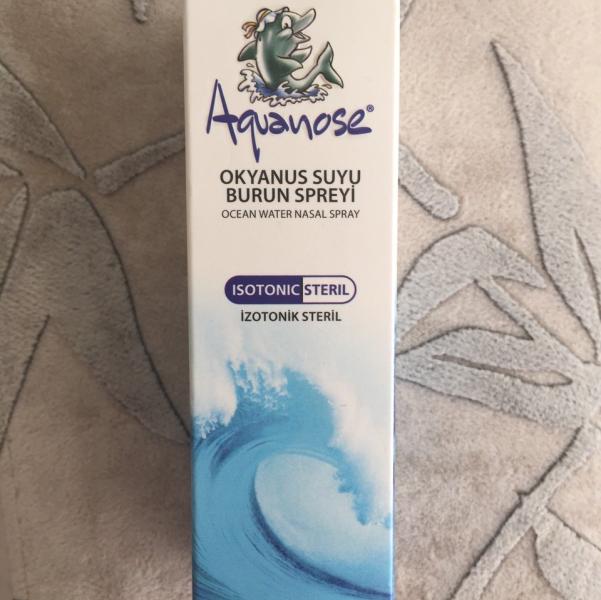 Aquanose®
OKYANUS SUYU
BURUN SPREYİ
OCEAN WATER NASAL SPRAY
ISOTONIC STERIL
İZOTONİK STERİL